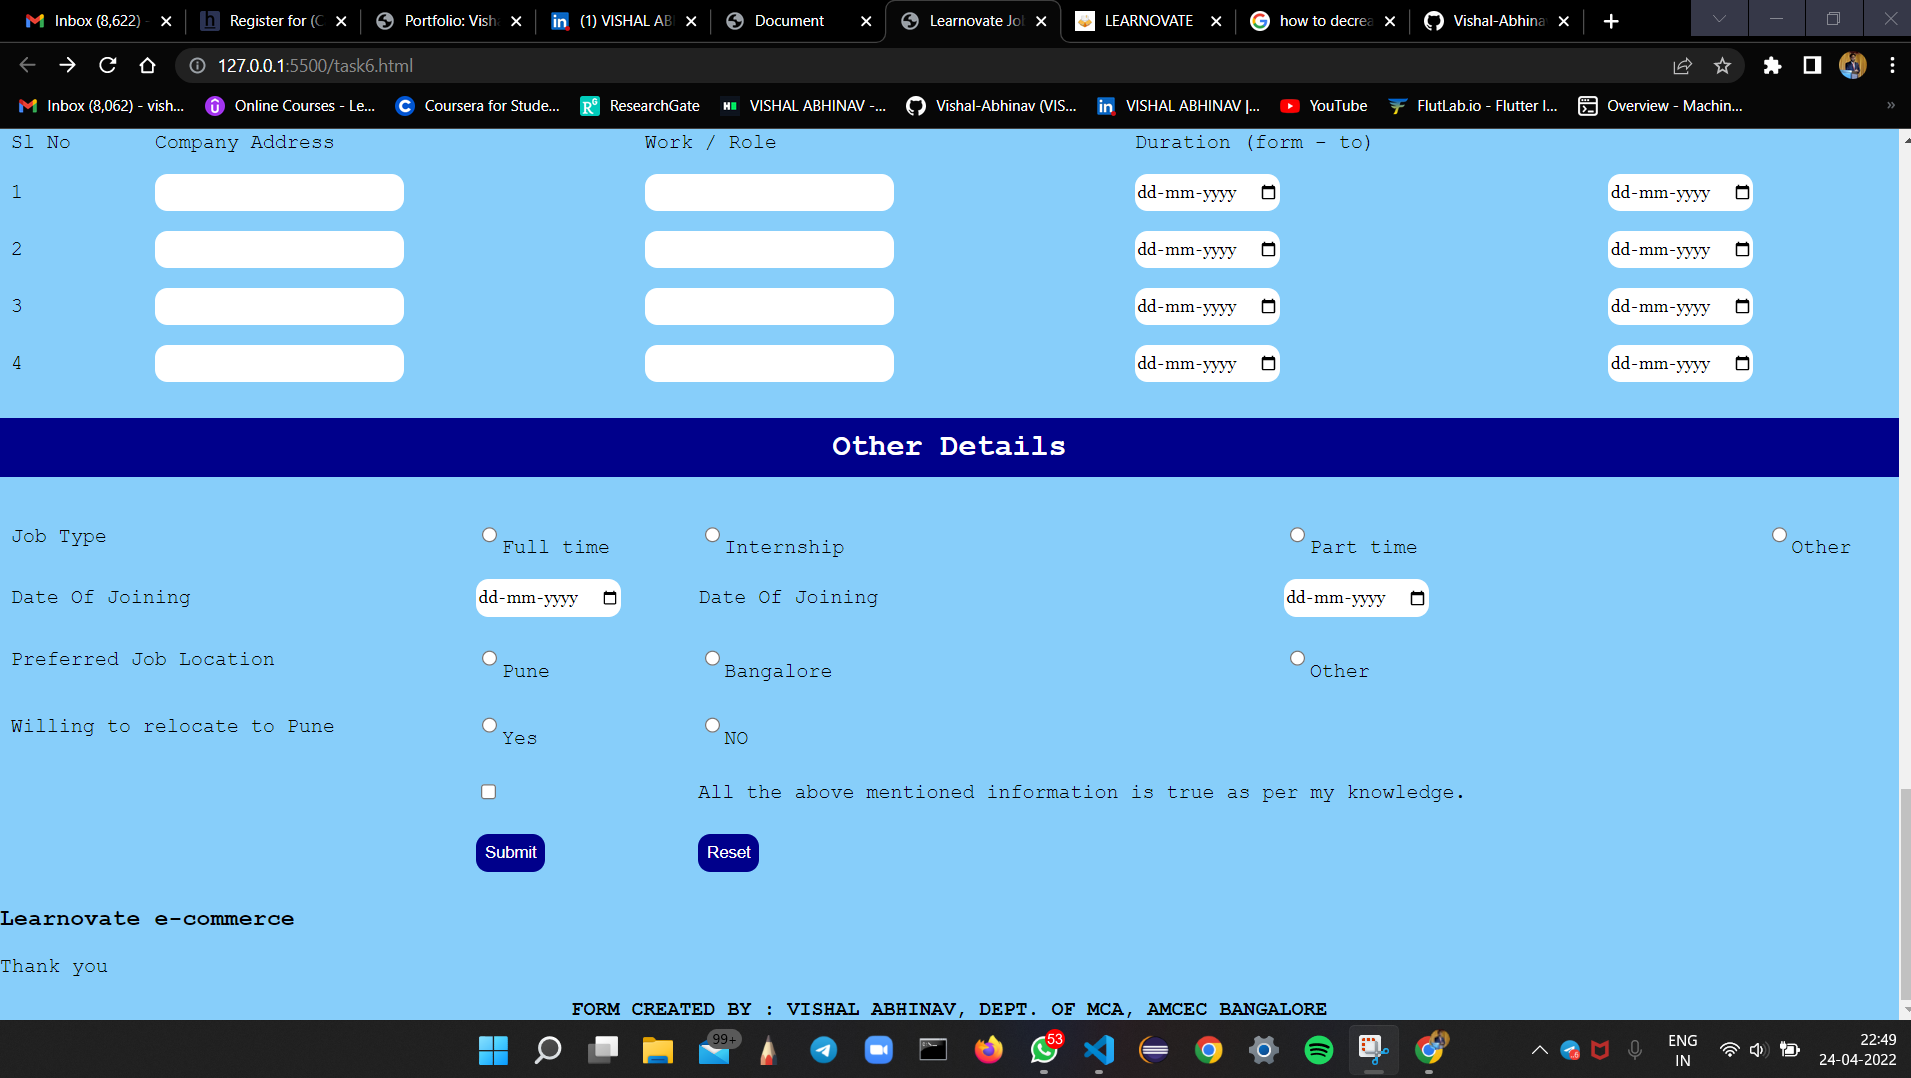 Inbox (8,622) - Register for (C Portfolio: Vish (1) VISHAL AB Document Learnovate Jo LEARNOVATE how to decrea Vishal-Abhina
127.0.0.1:5500/task6.html
Inbox (8,062) - vish... Online Courses - Le... Coursera for Stude... ResearchGate VISHAL ABHINAV -... Vishal-Abhinav (VIS... VISHAL ABHINAV |... YouTube FlutLab.io - Flutter I... Overview - Machin... »
Sl No Company Address Work / Role Duration (form - to)
1 dd-mm-yyyy dd-mm-yyyy
2 dd-mm-yyyy dd-mm-yyyy
3 dd-mm-yyyy dd-mm-yyyy
4 dd-mm-yyyy dd-mm-yyyy
Other Details
Job Type Full time Internship Part time Other
Date Of Joining dd-mm-yyyy Date Of Joining dd-mm-yyyy
Preferred Job Location Pune Bangalore Other
Willing to relocate to Pune Yes NO
All the above mentioned information is true as per my knowledge.
Submit Reset
Learnovate e-commerce
Thank you
FORM CREATED BY : VISHAL ABHINAV, DEPT. OF MCA, AMCEC BANGALORE
99+ 53 ENG 22:49
IN 24-04-2022